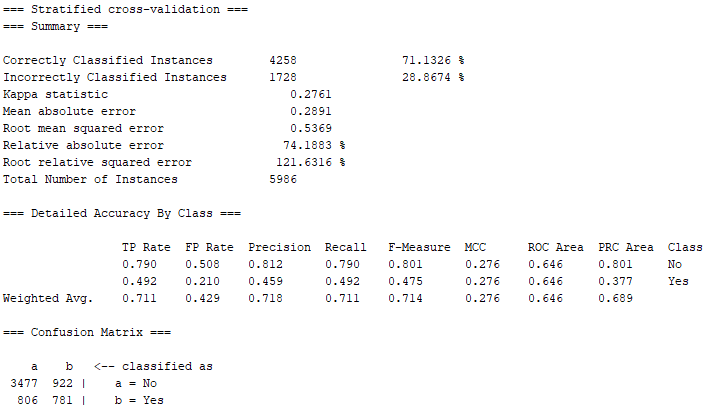 === Stratified cross-validation ===
=== Summary ===
Correctly Classified Instances 4258 71.1326 %
Incorrectly Classified Instances 1728 28.8674 %
Kappa statistic 0.2761
Mean absolute error 0.2891
Root mean squared error 0.5369
Relative absolute error 74.1883 %
Root relative squared error 121.6316 %
Total Number of Instances 5986
=== Detailed Accuracy By Class ===
TP Rate FP Rate Precision Recall F-Measure MCC ROC Area PRC Area Class
0.790 0.508 0.812 0.790 0.801 0.276 0.646 0.801 No
0.492 0.210 0.459 0.492 0.475 0.276 0.646 0.377 Yes
Weighted Avg. 0.711 0.429 0.718 0.711 0.714 0.276 0.646 0.689
=== Confusion Matrix ===
a b <-- classified as
3477 922 | a = No
806 781 | b = Yes